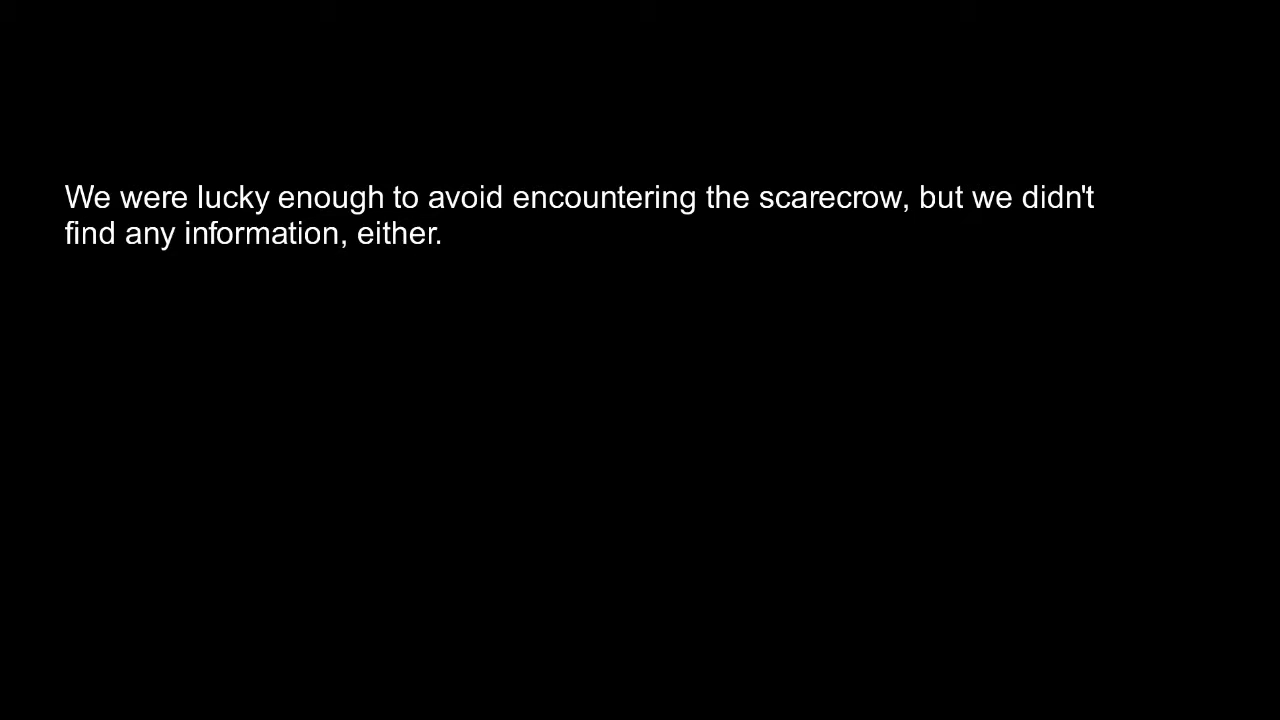 We were lucky enough to avoid encountering the scarecrow, but we didn't
find any information, either.